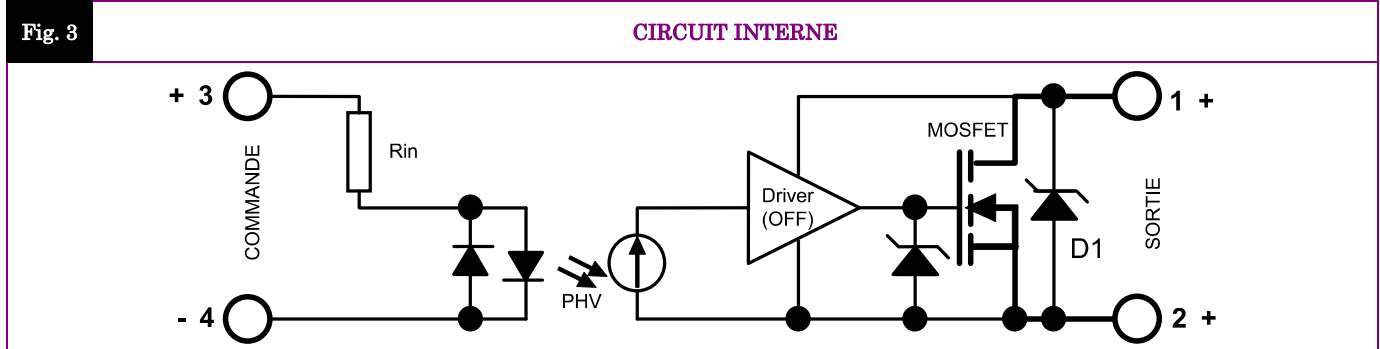 Fig. 3
CIRCUIT INTERNE
+ 3
1 +
MOSFET
COMMANDE
Rin
Driver
(OFF)
SORTIE
D1
PHV
- 4
2 +